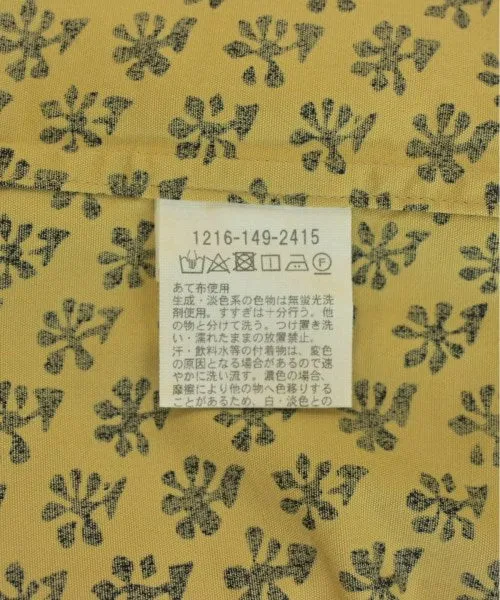 1216-149-2415
あて布使用
生成・淡色系の色物は無蛍光洗
剤使用。すすぎは十分行う。他
の物と分けて洗う。つけ置き洗
い・濡れたままの放置禁止。
汗・飲料水等の付着物は、変色
の原因となる場合があるので速
やかに洗い流す。濃色の場合、
摩擦により他の物へ色移りする
ことがあるため、白・淡色との